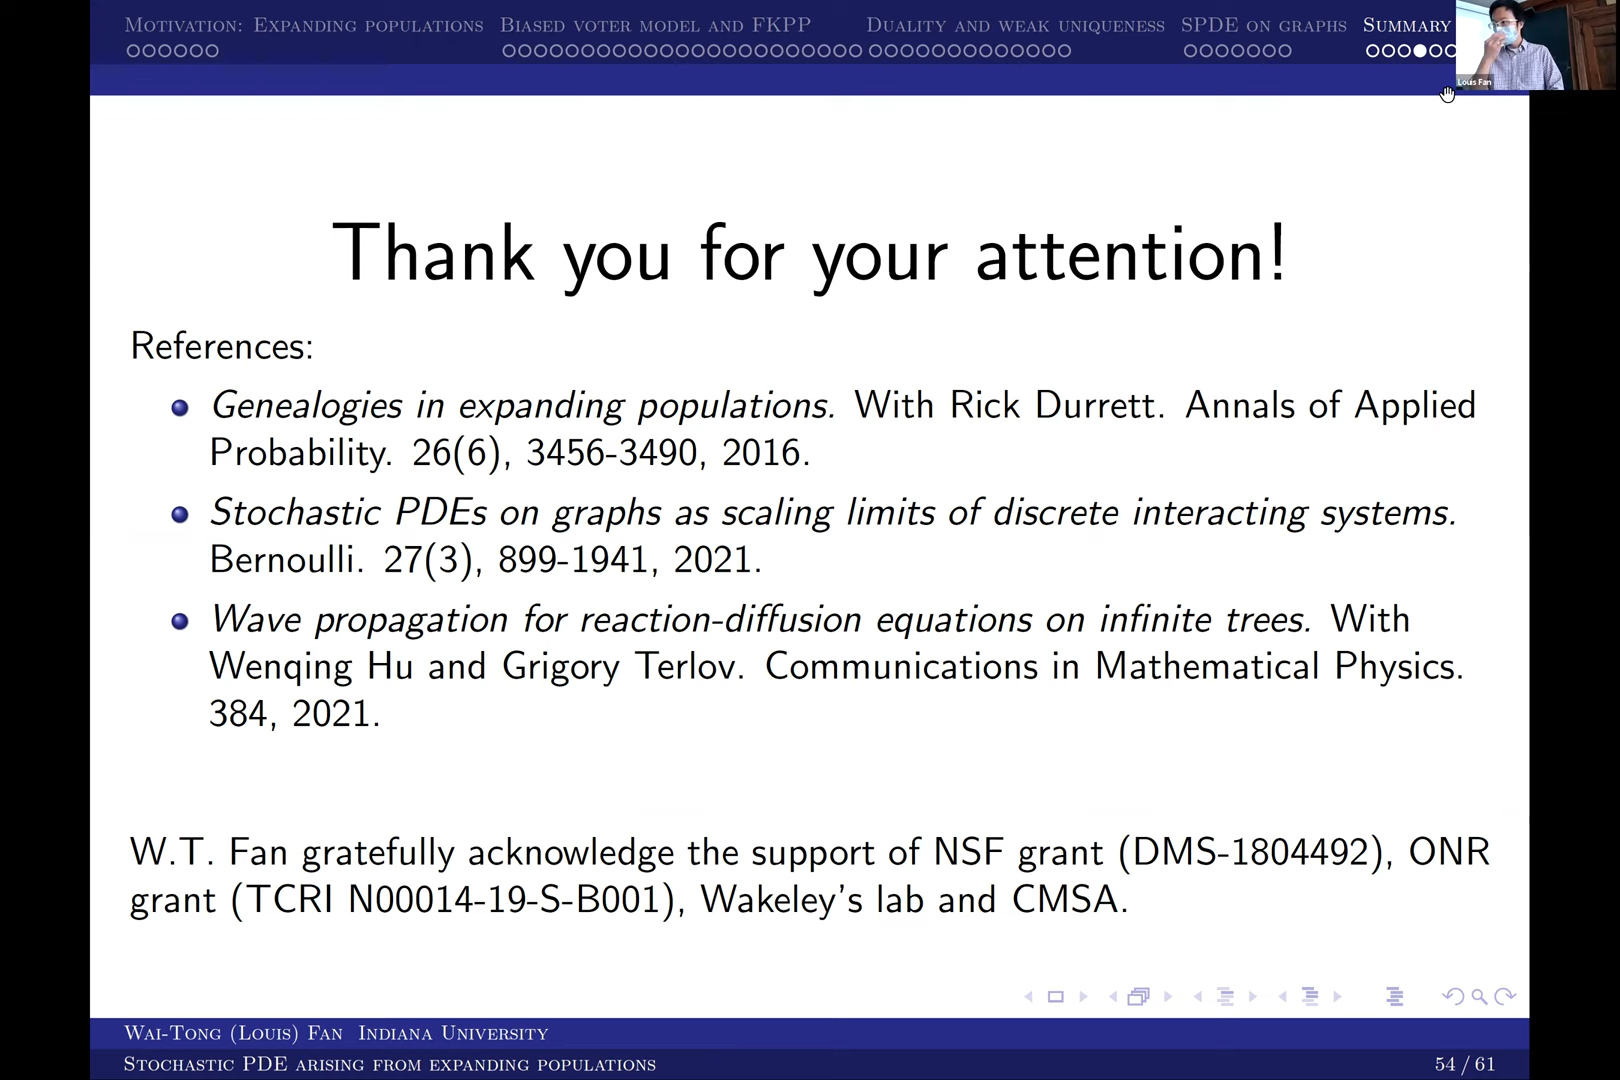 Motivation: Expanding populations Biased voter model and FKPP Duality and weak uniqueness SPDE on graphs Summary
Louis Fan
Thank you for your attention!
References:
Genealogies in expanding populations. With Rick Durrett. Annals of Applied
Probability. 26(6), 3456-3490, 2016.
Stochastic PDEs on graphs as scaling limits of discrete interacting systems.
Bernoulli. 27(3), 899-1941, 2021.
Wave propagation for reaction-diffusion equations on infinite trees. With
Wenqing Hu and Grigory Terlov. Communications in Mathematical Physics.
384, 2021.
W.T. Fan gratefully acknowledge the support of NSF grant (DMS-1804492), ONR
grant (TCRI N00014-19-S-B001), Wakeley's lab and CMSA.
Wai-Tong (Louis) Fan Indiana University
Stochastic PDE arising from expanding populations 54 / 61